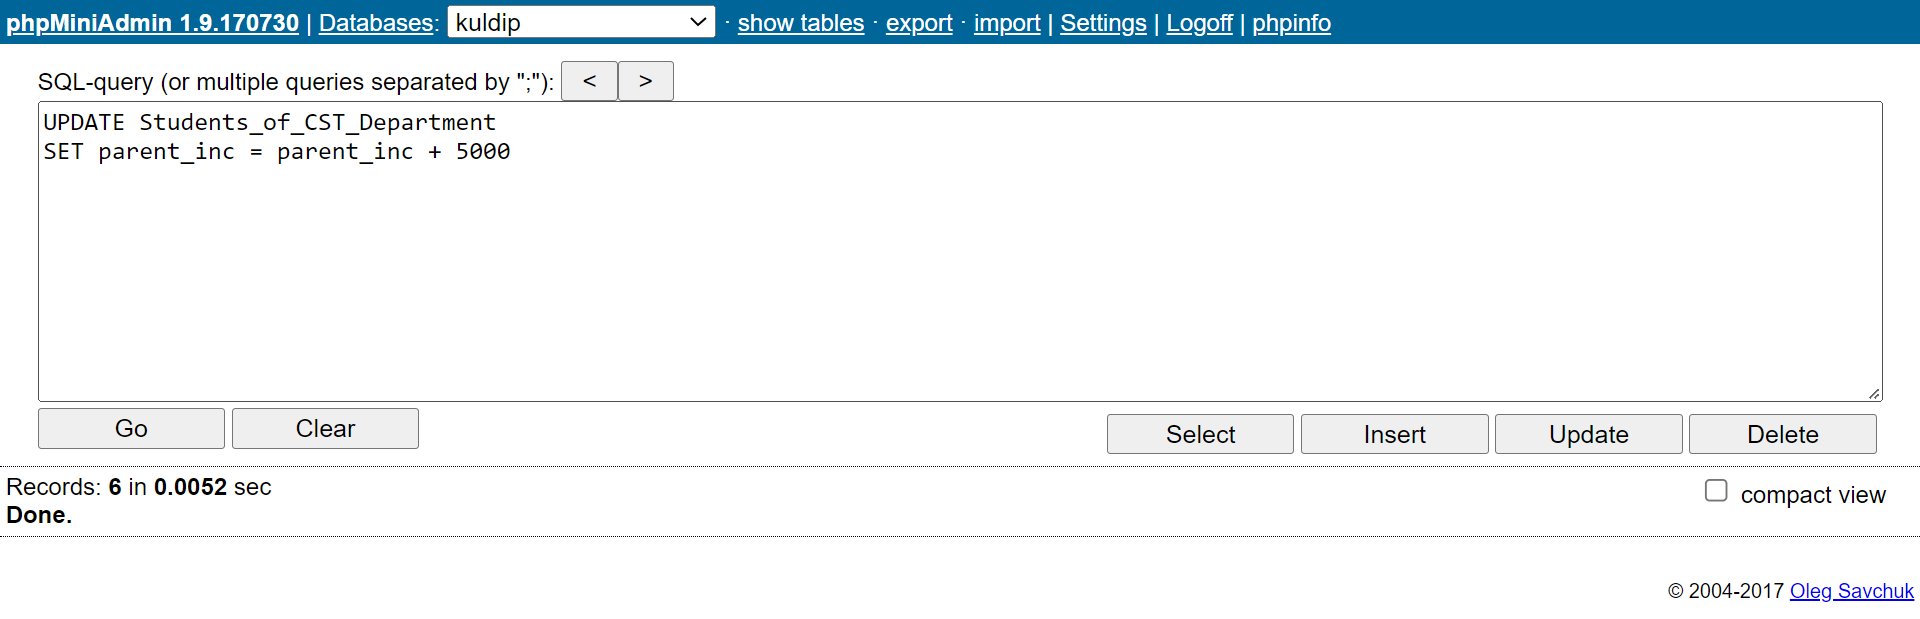 phpMiniAdmin 1.9.170730 | Databases: kuldip · show tables · export · import | Settings | Logoff | phpinfo
SQL-query (or multiple queries separated by ";"): < >
UPDATE Students_of_CST_Department
SET parent_inc = parent_inc + 5000
Go Clear Select Insert Update Delete
Records: 6 in 0.0052 sec
Done.
compact view
© 2004-2017 Oleg Savchuk